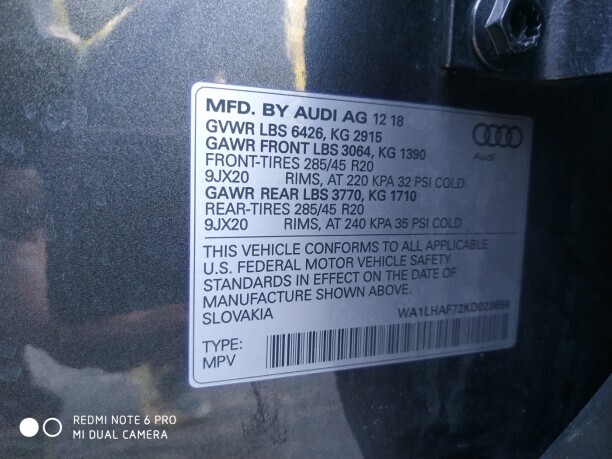 MFD. BY AUDI AG 12 18
GVWR LBS 6426, KG 2915
GAWR FRONT LBS 3064, KG 1390
FRONT-TIRES 285/45 R20
9JX20 RIMS, AT 220 KPA 32 PSI COLD
GAWR REAR LBS 3770, KG 1710
REAR-TIRES 285/45 R20
9JX20 RIMS, AT 240 KPA 35 PSI COLD
Audi
THIS VEHICLE CONFORMS TO ALL APPLICABLE
U.S. FEDERAL MOTOR VEHICLE SAFETY
STANDARDS IN EFFECT ON THE DATE OF
MANUFACTURE SHOWN ABOVE.
SLOVAKIA
TYPE:
MPV
REDMI NOTE 6 PRO
MI DUAL CAMERA